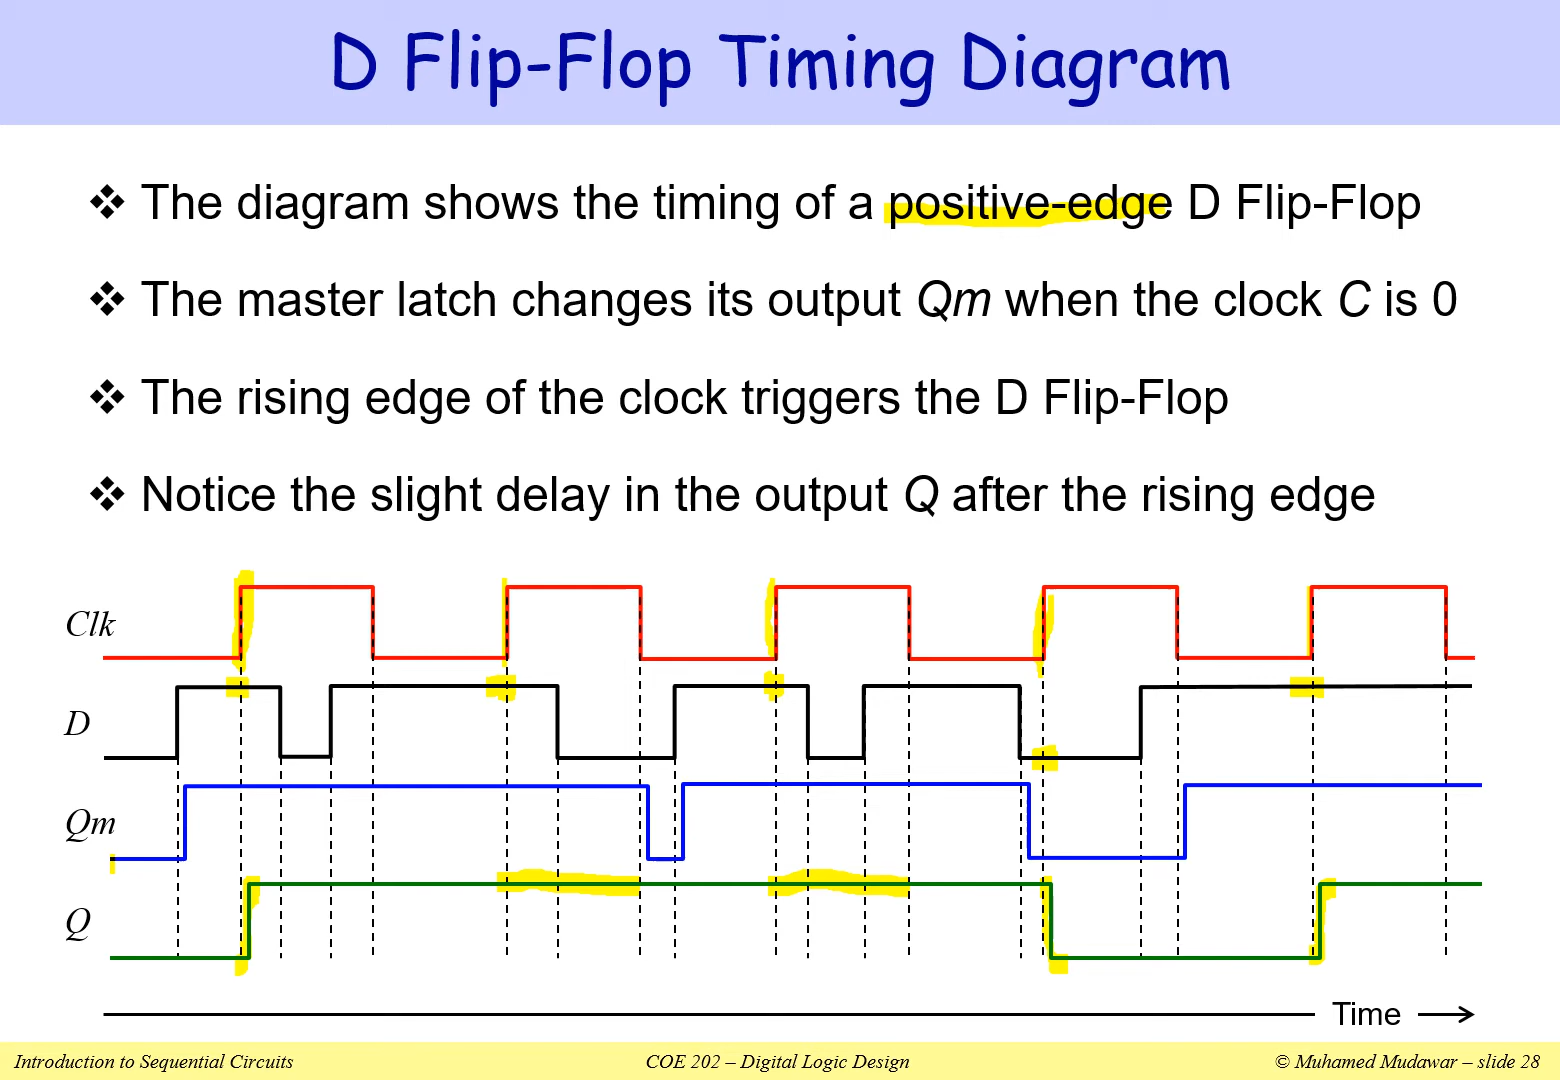 D Flip-Flop Timing Diagram
❖ The diagram shows the timing of a positive-edge D Flip-Flop
❖ The master latch changes its output Qm when the clock C is 0
❖ The rising edge of the clock triggers the D Flip-Flop
❖ Notice the slight delay in the output Q after the rising edge
Clk
D
Qm
Q
Time
Introduction to Sequential Circuits
COE 202 – Digital Logic Design
© Muhamed Mudawar – slide 28